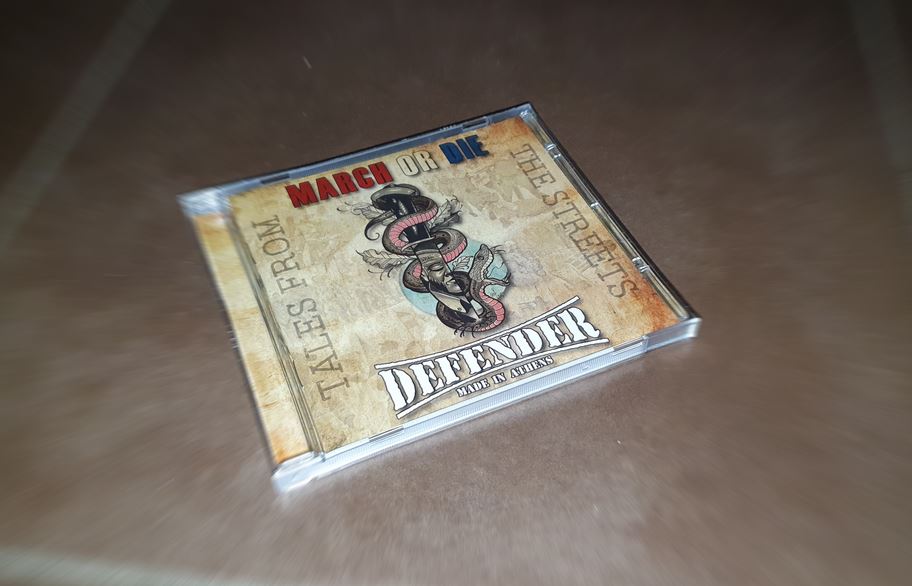 MARCH OR DIE
TALES FROM
THE STREETS
DEFENDER
MADE IN ATHENS